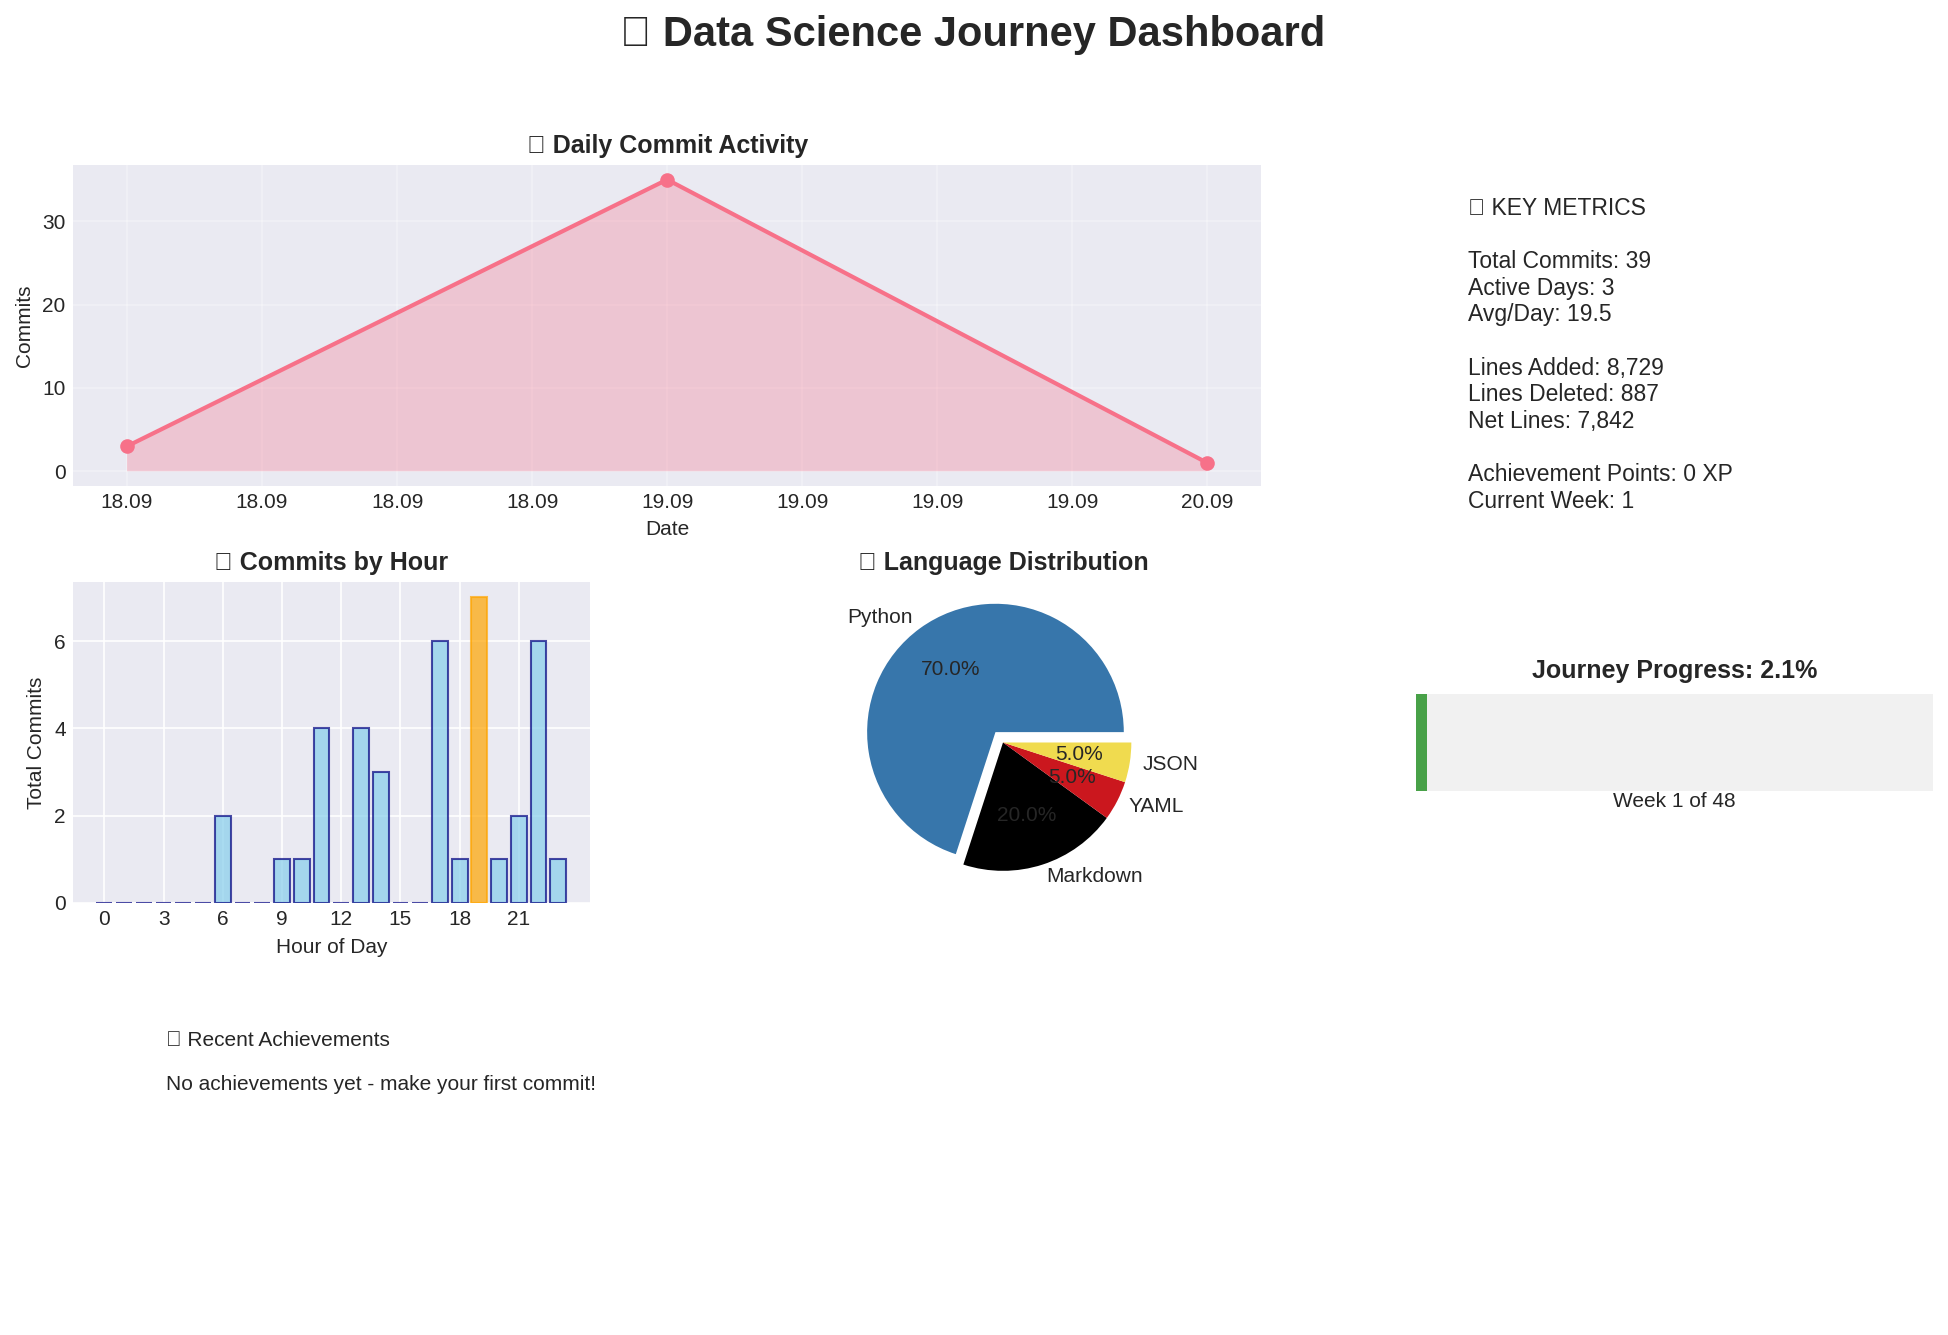 Data Science Journey Dashboard
Daily Commit Activity
30
20
10
0
Commits
18.09 18.09 18.09 18.09 19.09 19.09 19.09 19.09 20.09
Date
KEY METRICS
Total Commits: 39
Active Days: 3
Avg/Day: 19.5
Lines Added: 8,729
Lines Deleted: 887
Net Lines: 7,842
Achievement Points: 0 XP
Current Week: 1
Commits by Hour
6
4
2
0
Total Commits
0 3 6 9 12 15 18 21
Hour of Day
Language Distribution
Python
70.0%
5.0%
JSON
5.0%
YAML
20.0%
Markdown
Journey Progress: 2.1%
Week 1 of 48
Recent Achievements
No achievements yet - make your first commit!